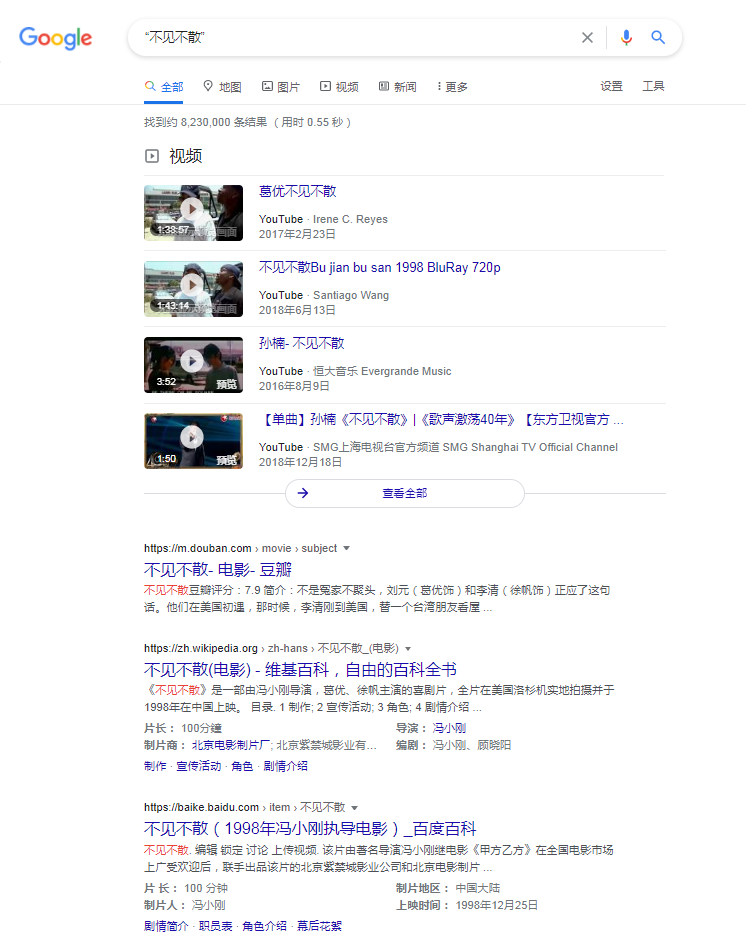 Google
“不见不散”
全部
地图
图片
视频
新闻
更多
设置
工具
找到约 8,230,000 条结果 （用时 0.55 秒）
视频
1:38:57
葛优不见不散
YouTube · Irene C. Reyes
2017年2月23日
1:43:14
不见不散Bu jian bu san 1998 BluRay 720p
YouTube · Santiago Wang
2018年6月13日
3:52
预览
孙楠- 不见不散
YouTube · 恒大音乐 Evergrande Music
2016年8月9日
1:50
预览
【单曲】孙楠《不见不散》|《歌声激荡40年》【东方卫视官方 ...
YouTube · SMG上海电视台官方频道 SMG Shanghai TV Official Channel
2018年12月18日
查看全部
https://m.douban.com › movie › subject
不见不散- 电影- 豆瓣
不见不散豆瓣评分：7.9 简介：不是冤家不聚头，刘元（葛优饰）和李清（徐帆饰）正应了这句
话。他们在美国初逢，那时候，李清刚到美国，替一个台湾朋友看屋 ...
https://zh.wikipedia.org › zh-hans › 不见不散_(电影)
不见不散(电影) - 维基百科，自由的百科全书
《不见不散》是一部由冯小刚导演，葛优、徐帆主演的喜剧片，全片在美国洛杉机实地拍摄并于
1998年在中国上映。 目录. 1 制作; 2 宣传活动; 3 角色; 4 剧情介绍 ...
片长： 100分鐘
导演： 冯小刚
制片商： 北京电影制片厂; 北京紫禁城影业有...
编剧： 冯小刚、顾晓阳
制作 · 宣传活动 · 角色 · 剧情介绍
https://baike.baidu.com › item › 不见不散
不见不散（1998年冯小刚执导电影）_百度百科
不见不散. 编辑 锁定 讨论 上传视频. 该片由著名导演冯小刚继电影《甲方乙方》在全国电影市场
上广受欢迎后，联手出品该片的北京紫禁城影业公司和北京电影制片 ...
片 长： 100 分钟
制片地区： 中国大陆
制片人： 冯小刚
上映时间： 1998年12月25日
剧情简介 · 职员表 · 角色介绍 · 幕后花絮